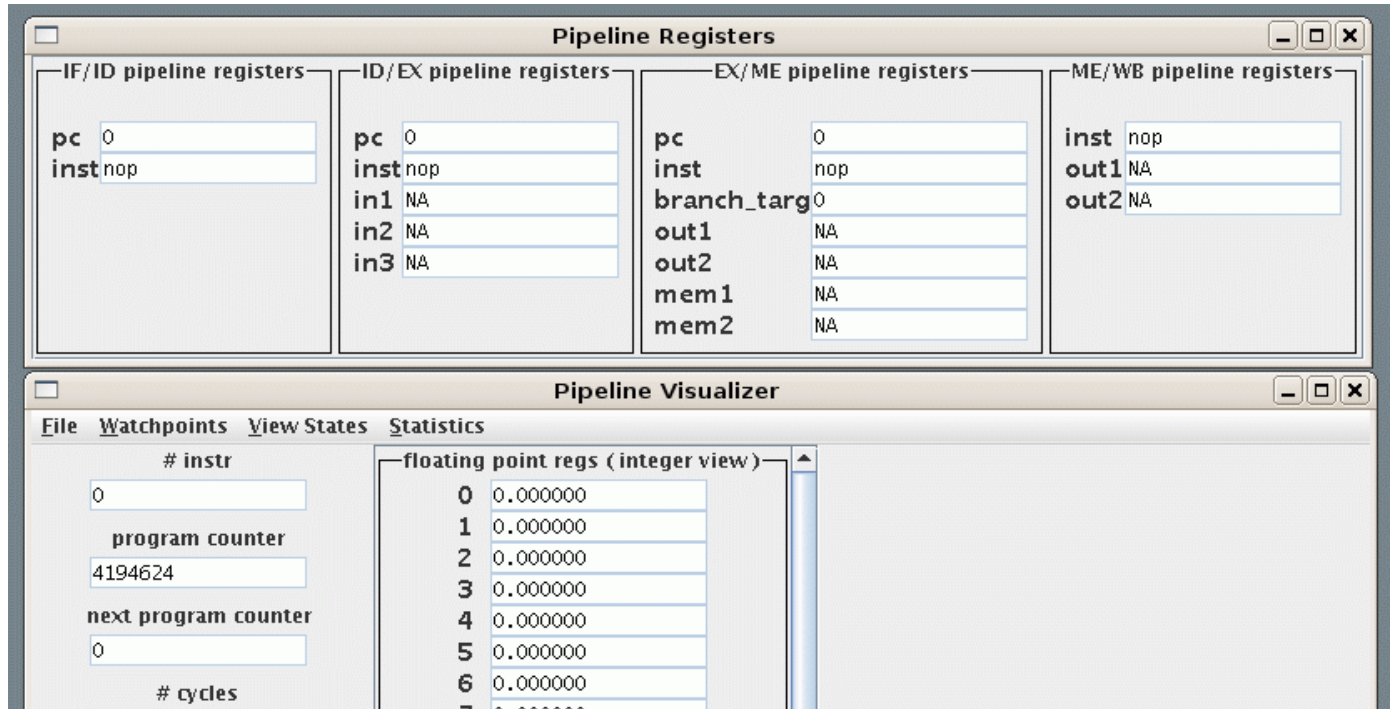 Pipeline Registers
IF/ID pipeline registers
pc 0
inst nop
ID/EX pipeline registers
pc 0
inst nop
in1 NA
in2 NA
in3 NA
EX/ME pipeline registers
pc 0
inst nop
branch_targ 0
out1 NA
out2 NA
mem1 NA
mem2 NA
ME/WB pipeline registers
inst nop
out1 NA
out2 NA
Pipeline Visualizer
File Watchpoints View States Statistics
# instr
0
program counter
4194624
next program counter
0
# cycles
floating point regs (integer view)
0 0.000000
1 0.000000
2 0.000000
3 0.000000
4 0.000000
5 0.000000
6 0.000000